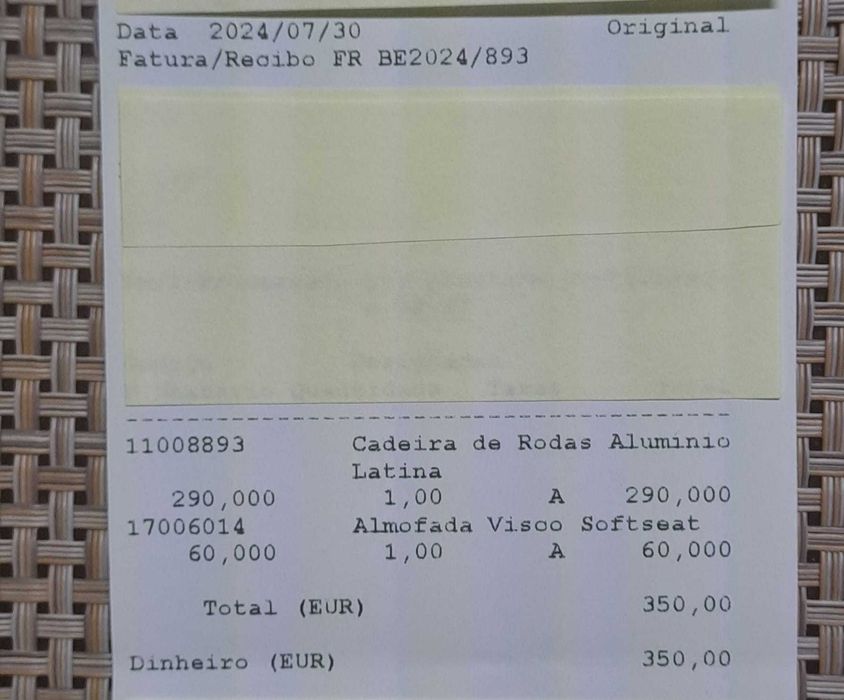 Data 2024/07/30 Original
Fatura/Recibo FR BE2024/893
11008893 Cadeira de Rodas Aluminio
Latina
290,000 1,00 A 290,000
17006014 Almofada Visco Softseat
60,000 1,00 A 60,000
Total (EUR) 350,00
Dinheiro (EUR) 350,00